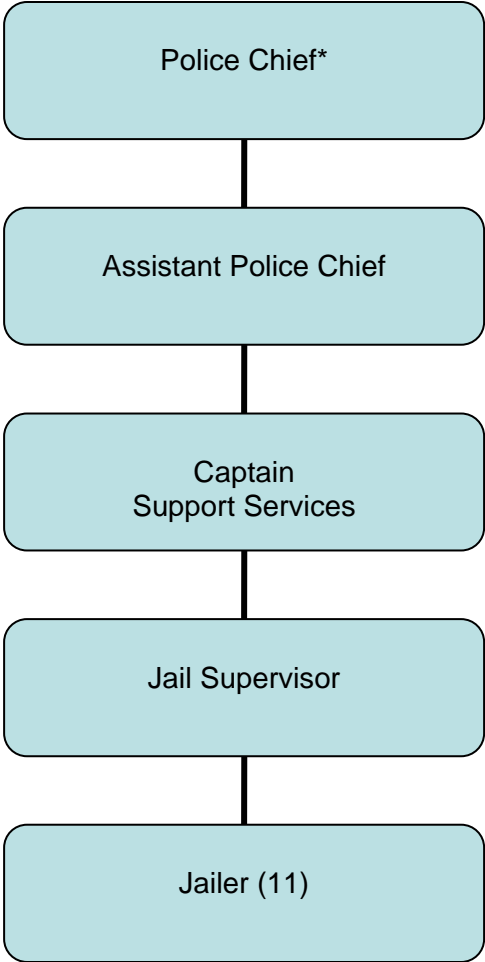 Police Chief*
Assistant Police Chief
Captain
Support Services
Jail Supervisor
Jailer (11)